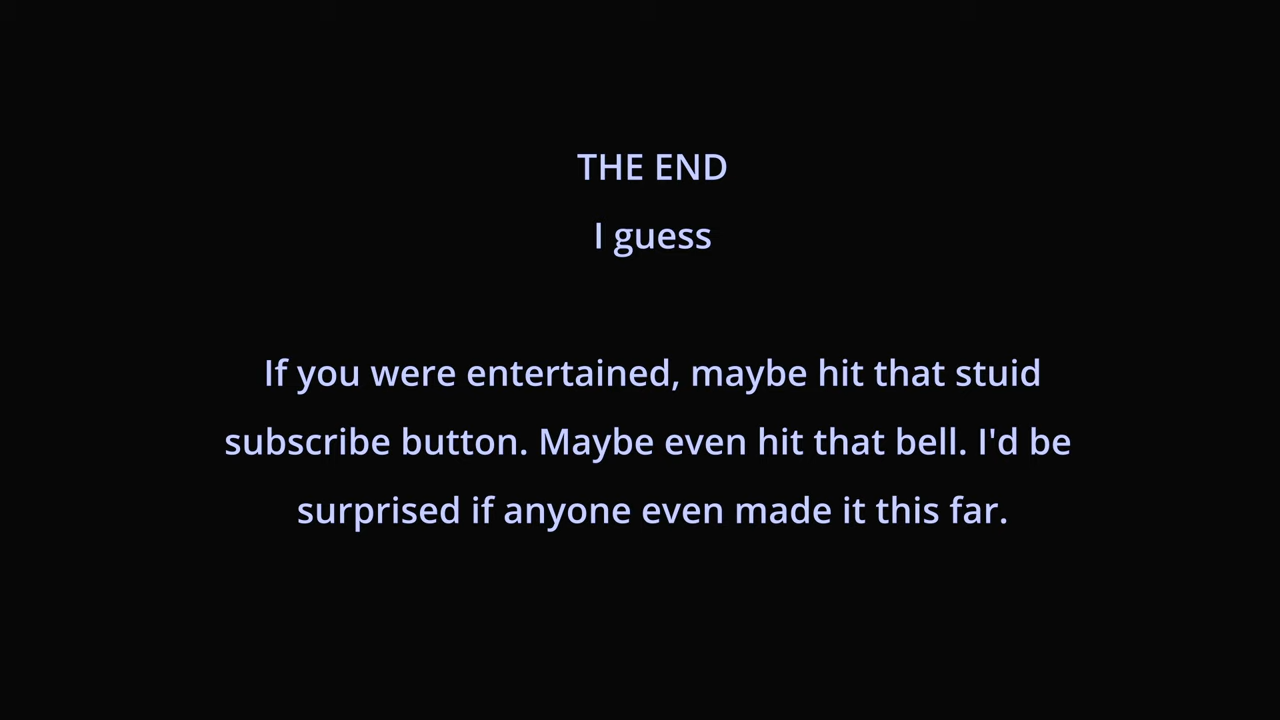 THE END
I guess
If you were entertained, maybe hit that stuid
subscribe button. Maybe even hit that bell. I'd be
surprised if anyone even made it this far.